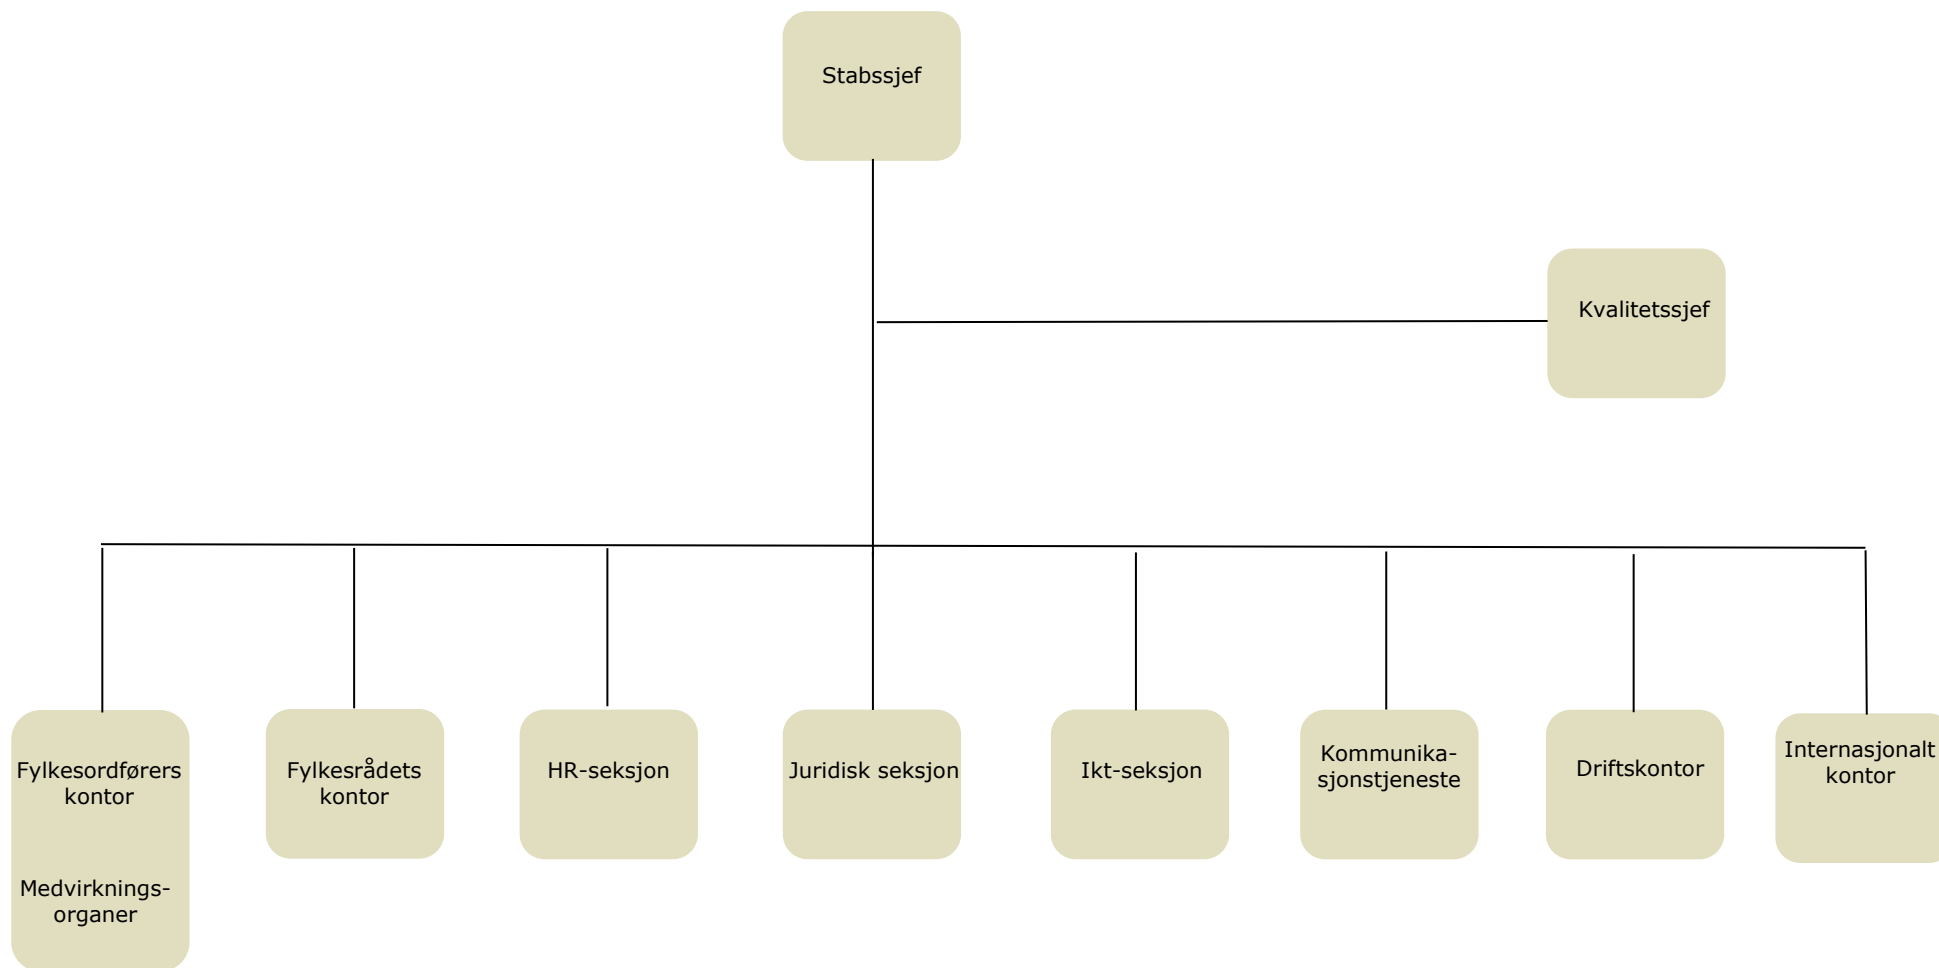 Stabssjef
Kvalitetssjef
Fylkesordførers
kontor
Medvirknings-
organer
Fylkesrådets
kontor
HR-seksjon
Juridisk seksjon
Ikt-seksjon
Kommunika-
sjonstjeneste
Driftskontor
Internasjonalt
kontor